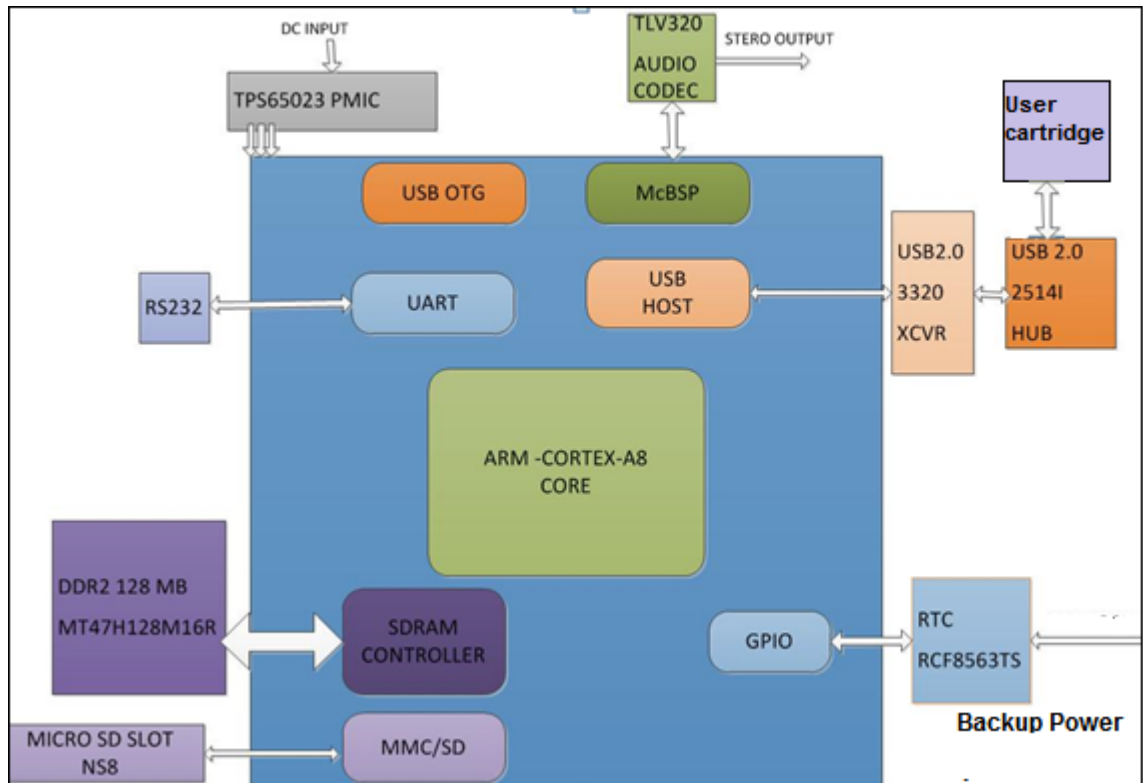 DC INPUT
TPS65023 PMIC
TLV320
AUDIO
CODEC
STERO OUTPUT
User
cartridge
USB OTG
McBSP
USB2.0
3320
XCVR
USB 2.0
2514I
HUB
RS232
UART
USB
HOST
ARM -CORTEX-A8
CORE
DDR2 128 MB
MT47H128M16R
SDRAM
CONTROLLER
GPIO
RTC
RCF8563TS
Backup Power
MICRO SD SLOT
NS8
MMC/SD